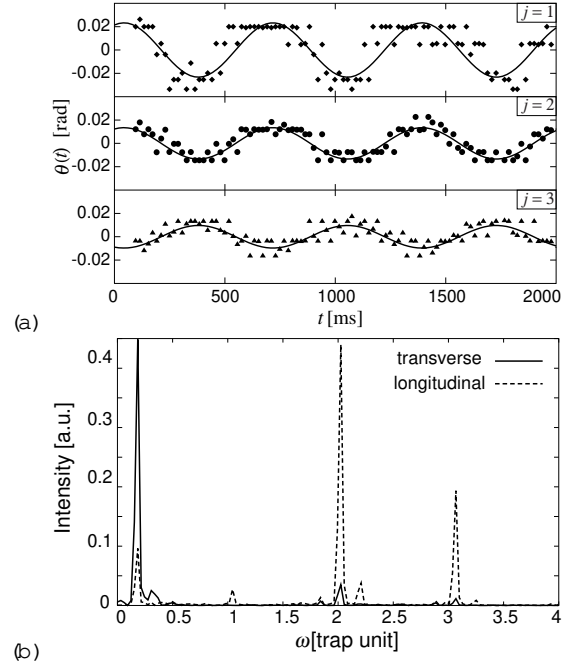 j = 1
0.02
0
-0.02
j = 2
0.02
0
-0.02
θ(t) [rad]
j = 3
0.02
0
-0.02
0
500
1000
1500
2000
t [ms]
(a)
transverse
longitudinal
0.4
0.3
0.2
0.1
0
Intensity [a.u.]
0
0.5
1
1.5
2
2.5
3
3.5
4
ω[trap unit]
(b)